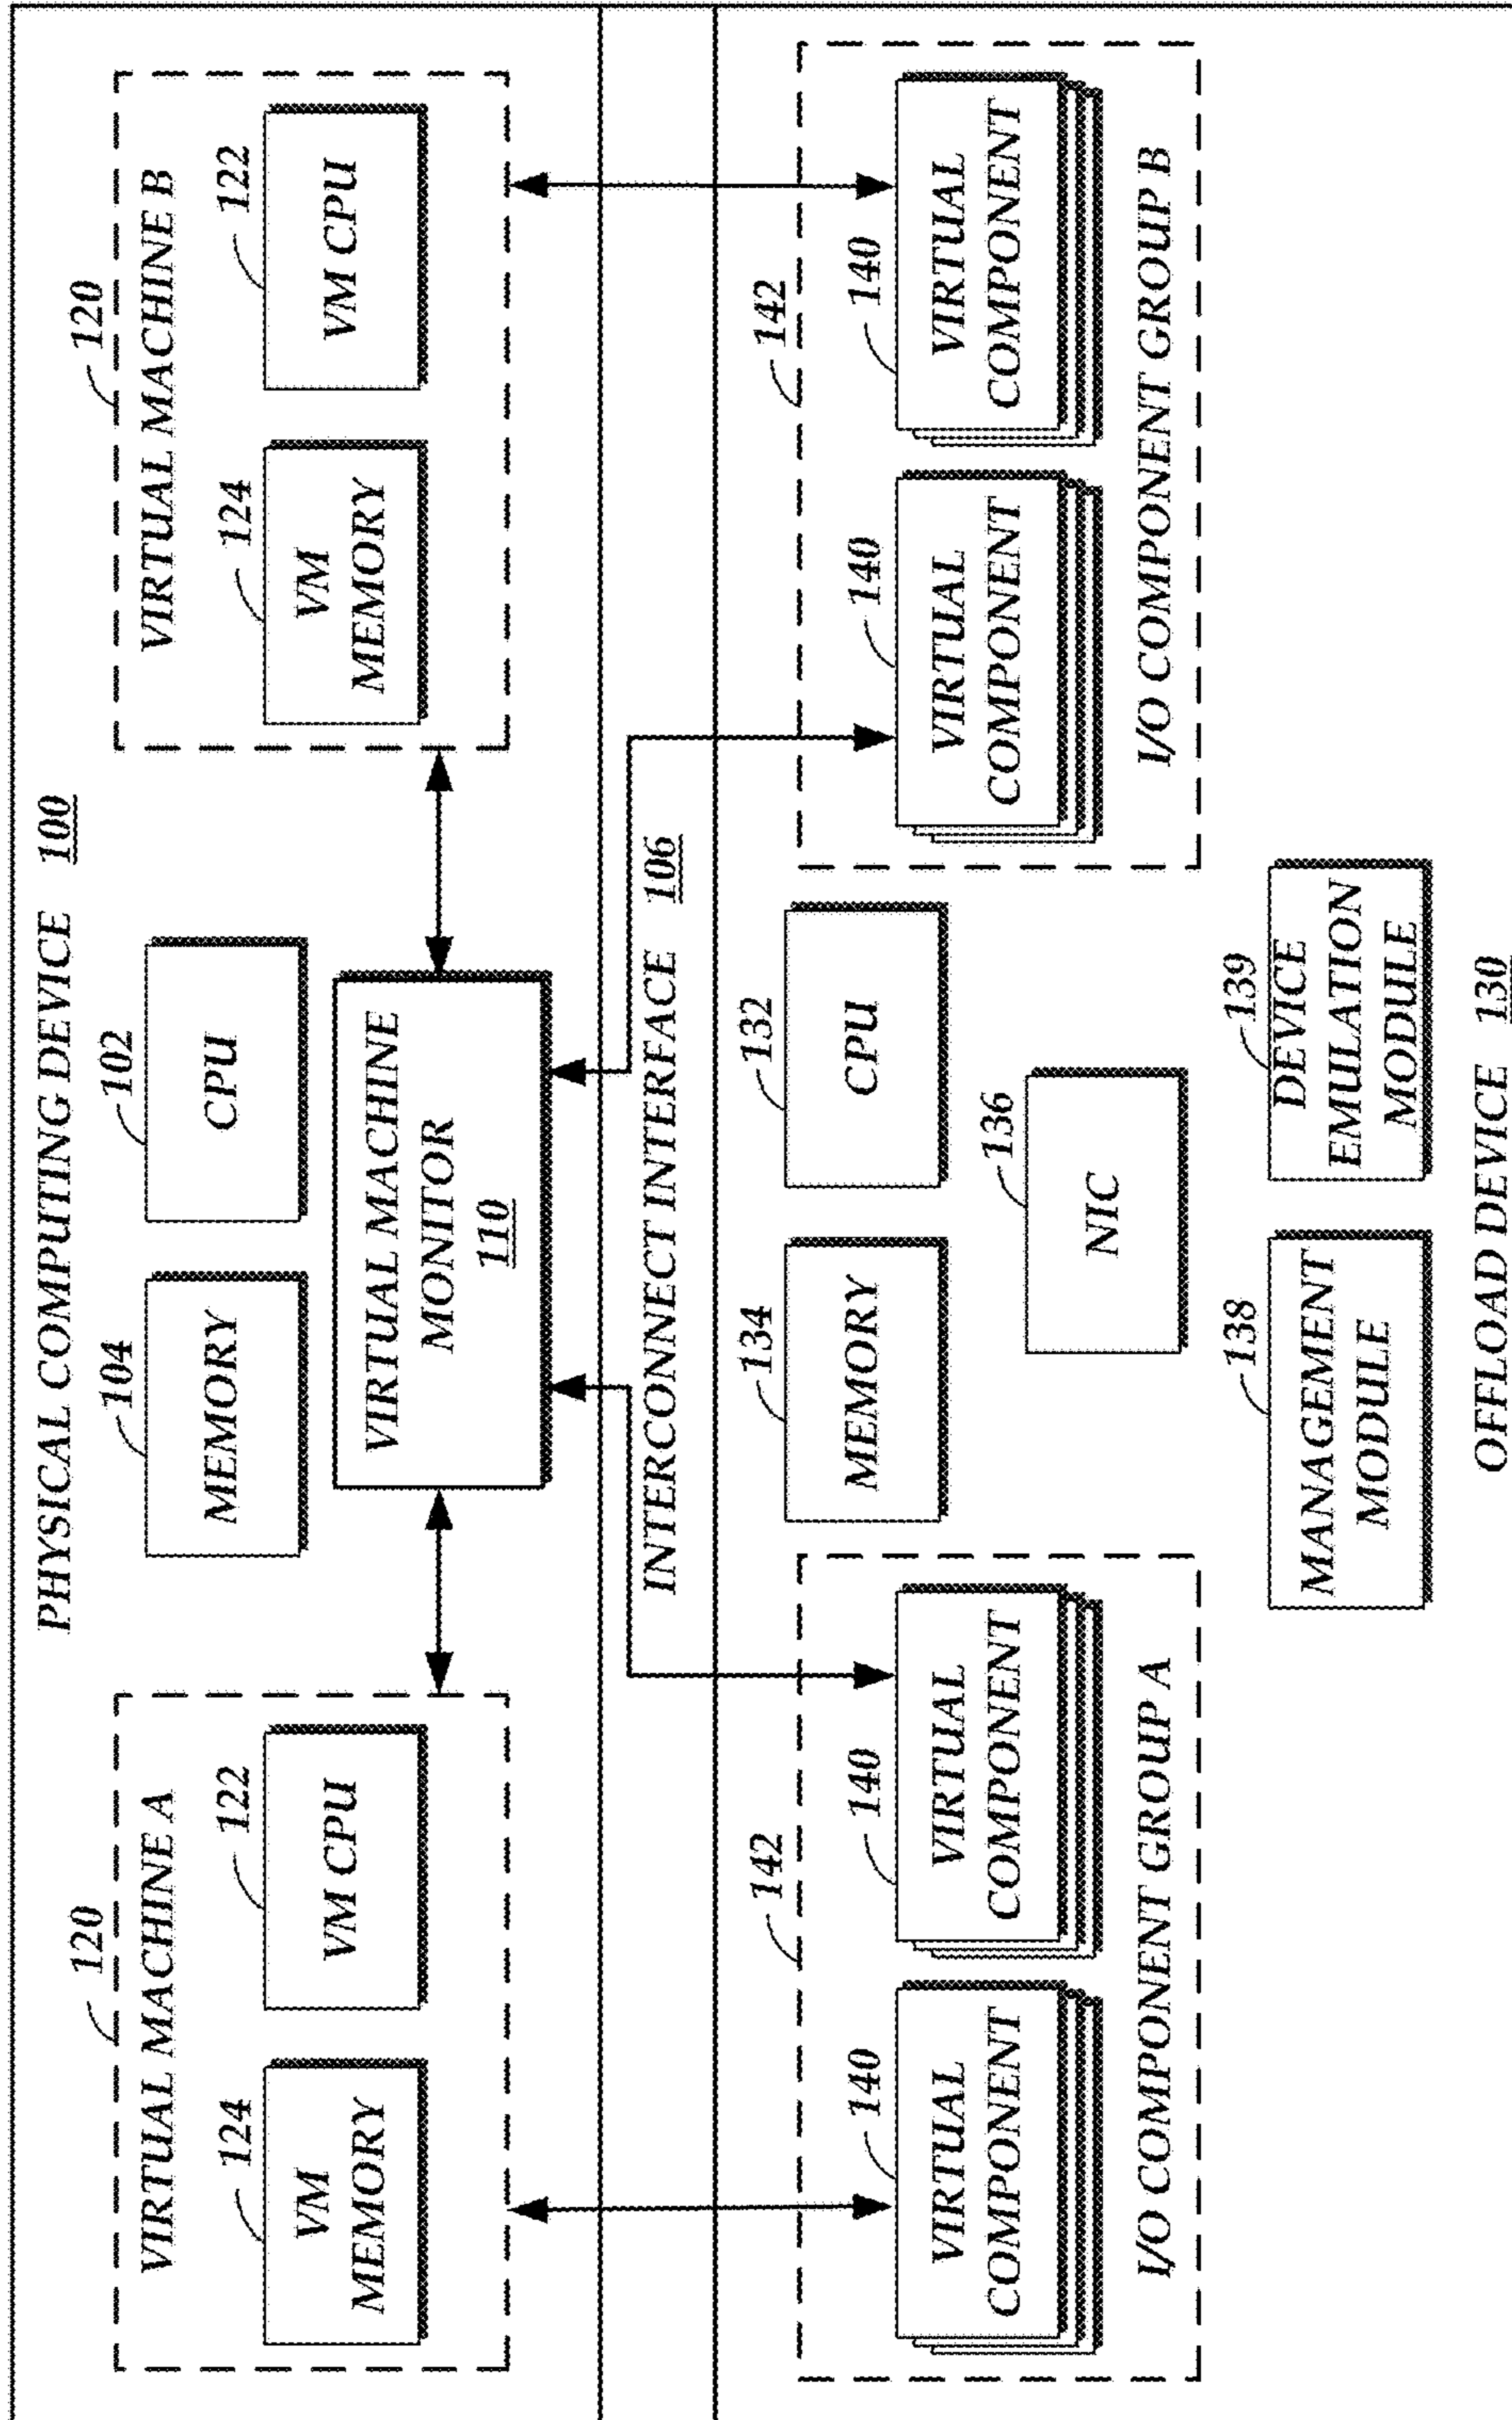 PHYSICAL COMPUTING DEVICE 100
120
VIRTUAL MACHINE A
124
VM
MEMORY
122
VM CPU
104
MEMORY
102
CPU
VIRTUAL MACHINE
MONITOR
110
120
VIRTUAL MACHINE B
124
VM
MEMORY
122
VM CPU
INTERCONNECT INTERFACE 106
142
140
VIRTUAL
COMPONENT
140
VIRTUAL
COMPONENT
I/O COMPONENT GROUP A
134
MEMORY
132
CPU
136
NIC
142
140
VIRTUAL
COMPONENT
140
VIRTUAL
COMPONENT
I/O COMPONENT GROUP B
138
MANAGEMENT
MODULE
139
DEVICE
EMULATION
MODULE
OFFLOAD DEVICE 130